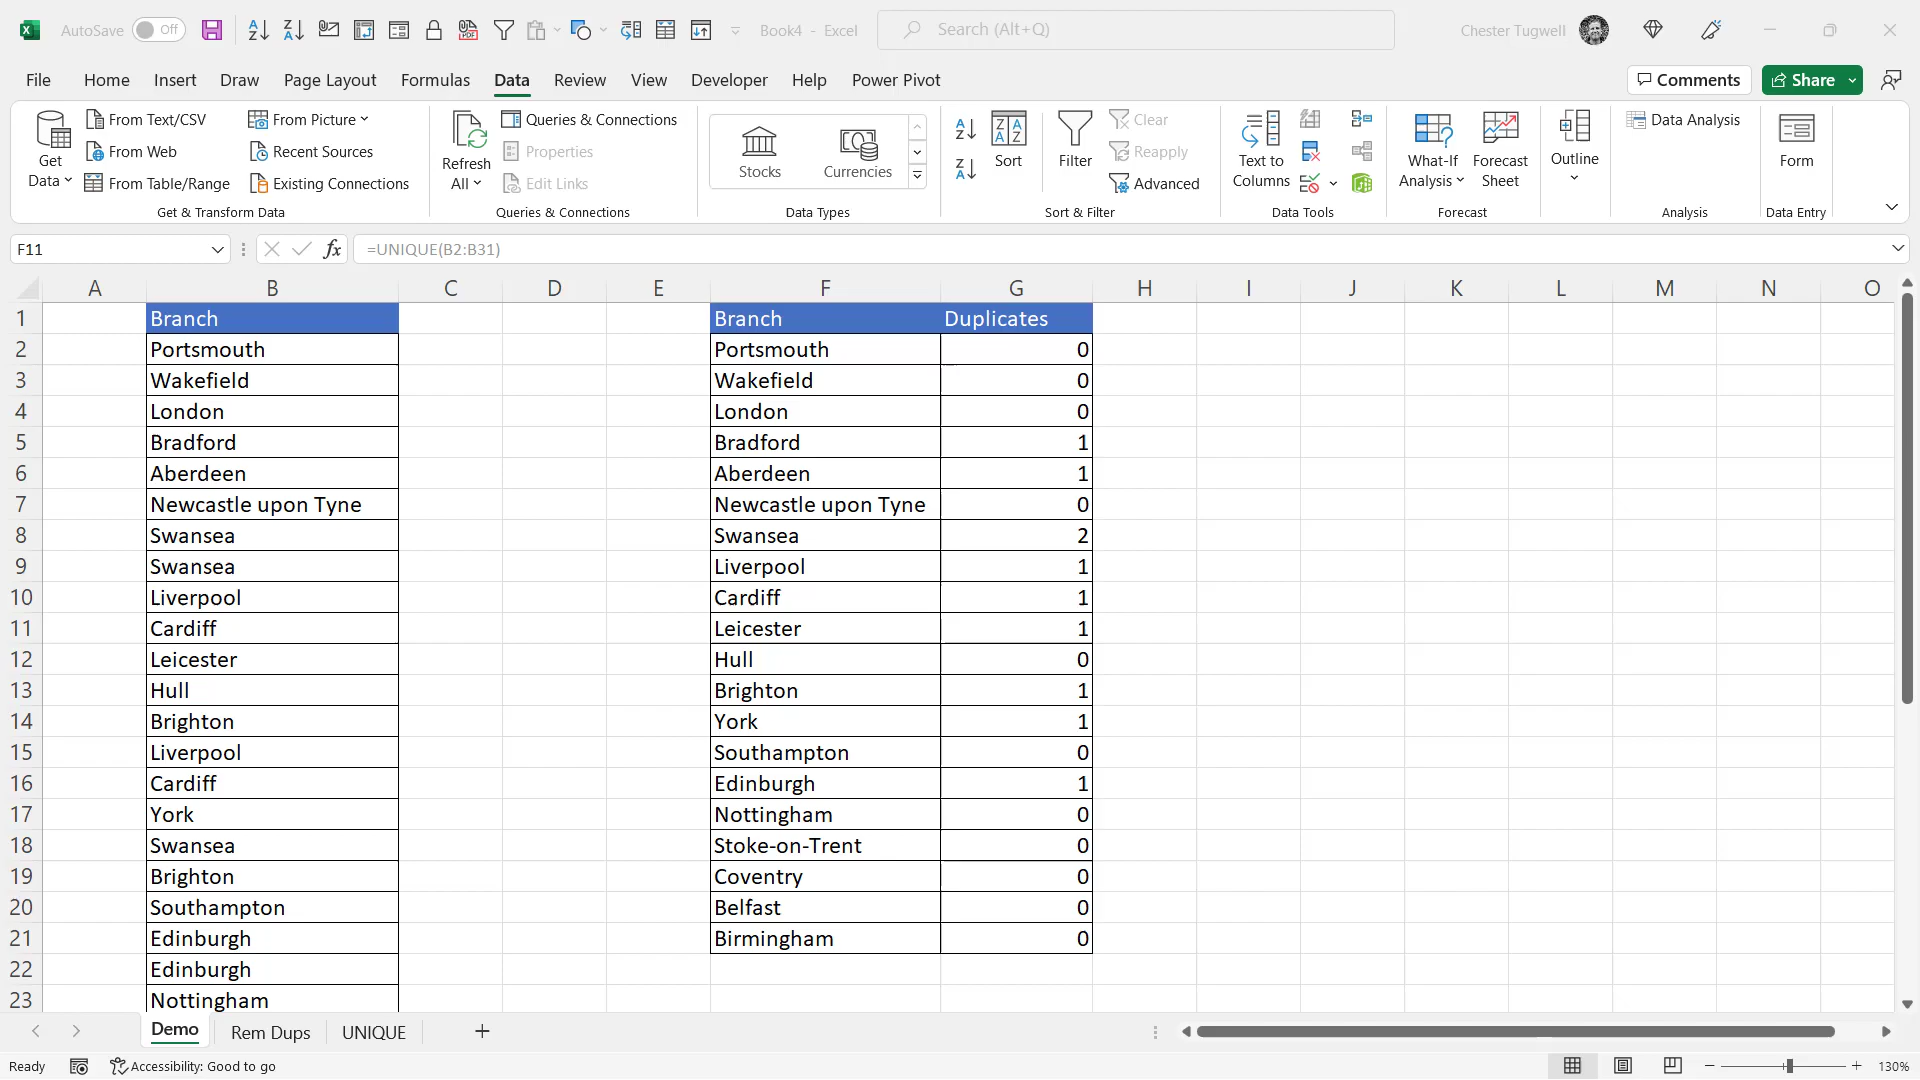 AutoSave Off Book4 - Excel Search (Alt+Q) Chester Tugwell
File Home Insert Draw Page Layout Formulas Data Review View Developer Help Power Pivot Comments Share
Get Data
From Text/CSV
From Web
From Table/Range
From Picture
Recent Sources
Existing Connections
Get & Transform Data
Refresh All
Queries & Connections
Properties
Edit Links
Queries & Connections
Stocks
Currencies
Data Types
Sort
Filter
Clear
Reapply
Advanced
Sort & Filter
Text to Columns
Data Tools
What-If Analysis
Forecast Sheet
Forecast
Outline
Data Analysis
Analysis
Form
Data Entry
F11 fx =UNIQUE(B2:B31)
A B C D E F G H I J K L M N O
1 Branch Branch Duplicates
2 Portsmouth Portsmouth 0
3 Wakefield Wakefield 0
4 London London 0
5 Bradford Bradford 1
6 Aberdeen Aberdeen 1
7 Newcastle upon Tyne Newcastle upon Tyne 0
8 Swansea Swansea 2
9 Swansea Liverpool 1
10 Liverpool Cardiff 1
11 Cardiff Leicester 1
12 Leicester Hull 0
13 Hull Brighton 1
14 Brighton York 1
15 Liverpool Southampton 0
16 Cardiff Edinburgh 1
17 York Nottingham 0
18 Swansea Stoke-on-Trent 0
19 Brighton Coventry 0
20 Southampton Belfast 0
21 Edinburgh Birmingham 0
22 Edinburgh
23 Nottingham
Demo Rem Dups UNIQUE
Ready Accessibility: Good to go 130%